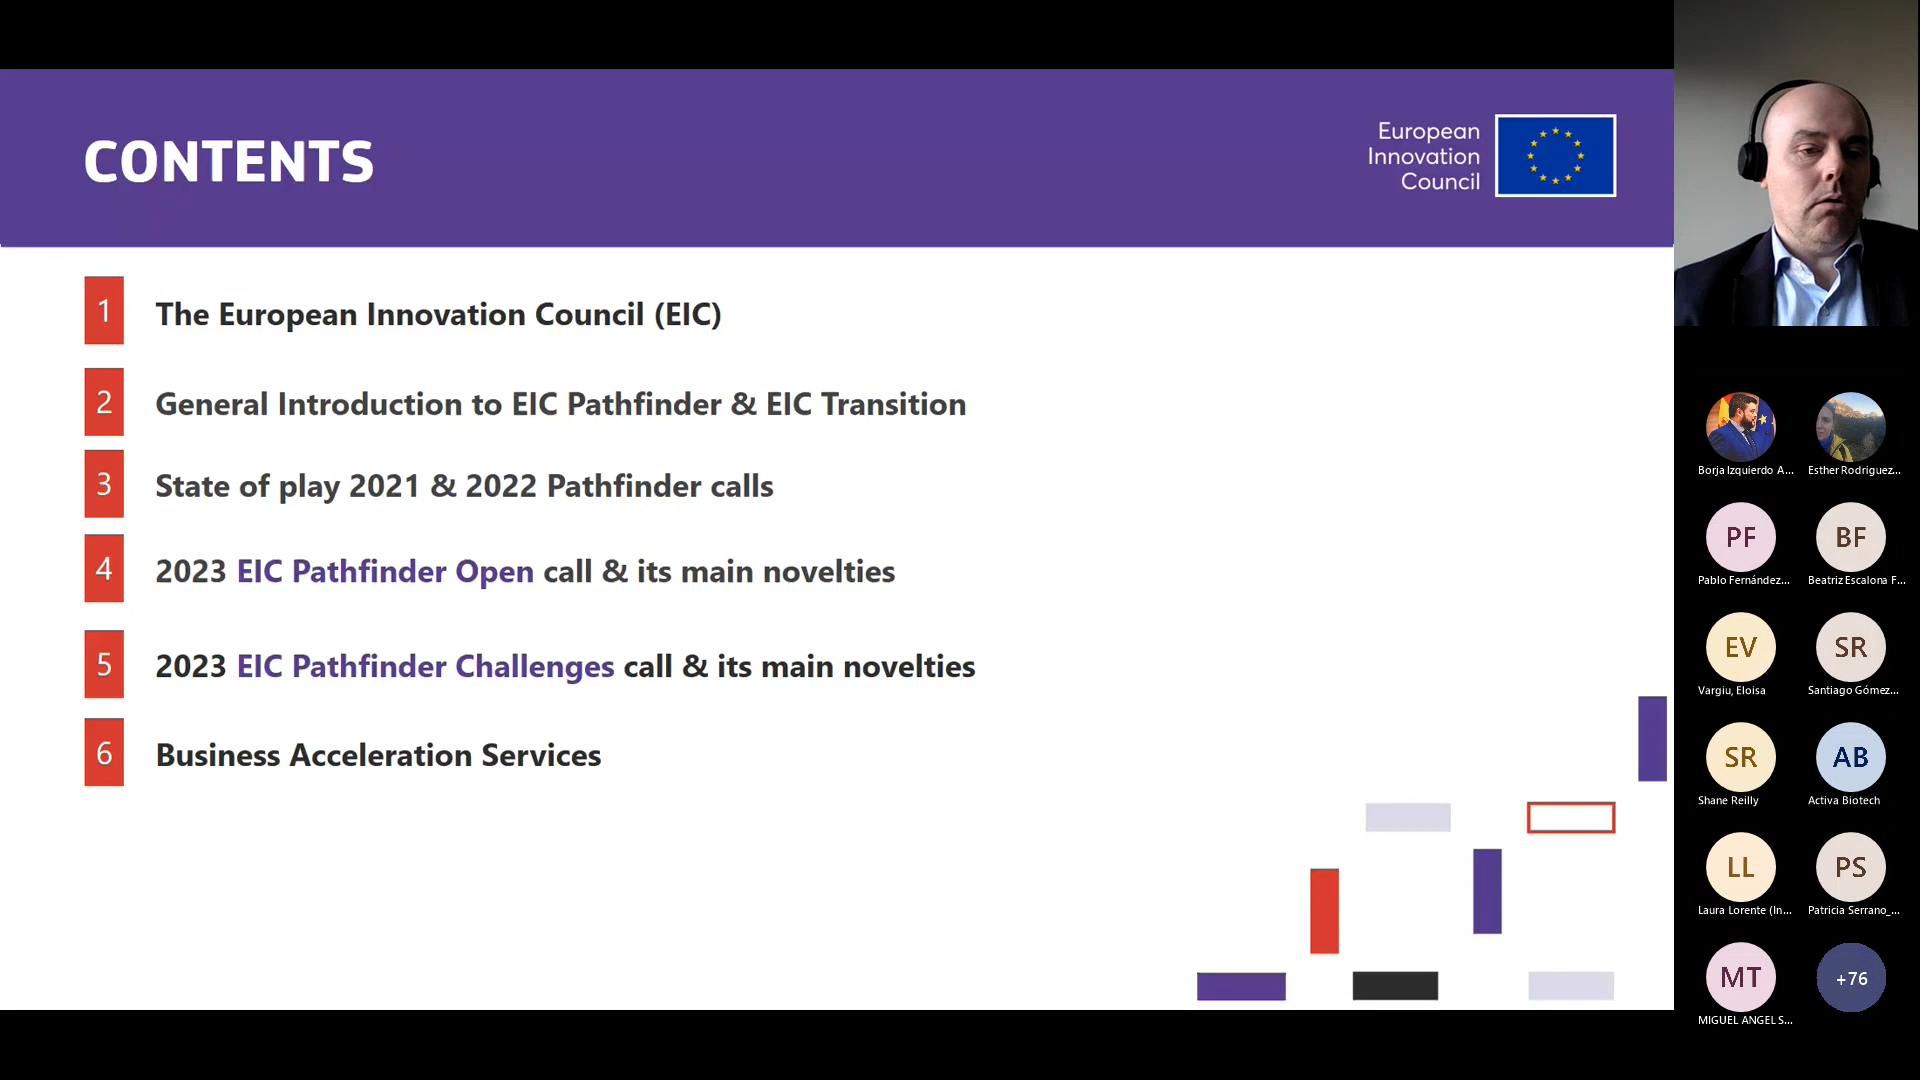 CONTENTS
European
Innovation
Council
1 The European Innovation Council (EIC)
2 General Introduction to EIC Pathfinder & EIC Transition
3 State of play 2021 & 2022 Pathfinder calls
4 2023 EIC Pathfinder Open call & its main novelties
5 2023 EIC Pathfinder Challenges call & its main novelties
6 Business Acceleration Services
Borja Izquierdo A...
Esther Rodriguez...
PF
Pablo Fernández...
BF
Beatriz Escalona F...
EV
Vargiu, Eloisa
SR
Santiago Gómez...
SR
Shane Reilly
AB
Activa Biotech
LL
Laura Lorente (In...
PS
Patricia Serrano_...
MT
MIGUEL ANGEL S...
+76